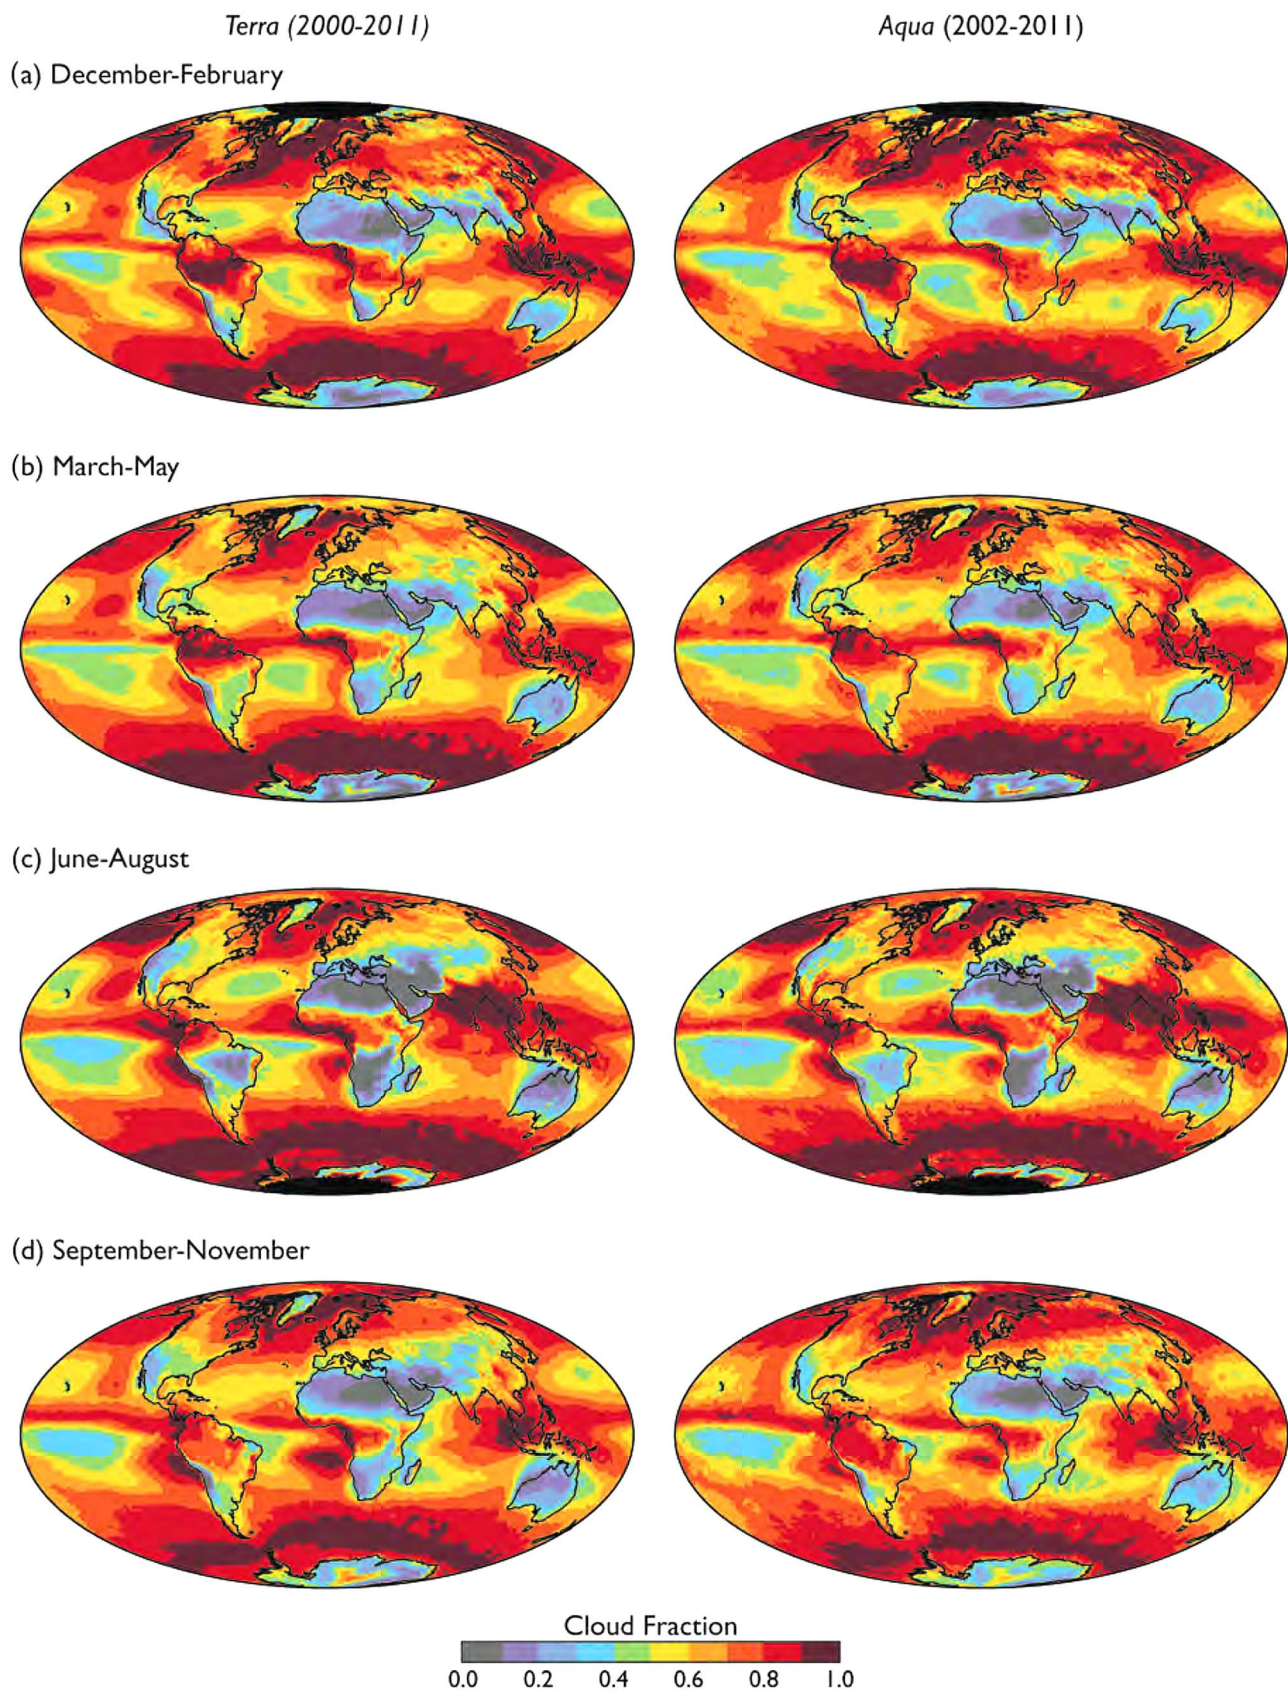 Terra (2000-2011)
Aqua (2002-2011)
(a) December-February
(b) March-May
(c) June-August
(d) September-November
Cloud Fraction
0.0 0.2 0.4 0.6 0.8 1.0